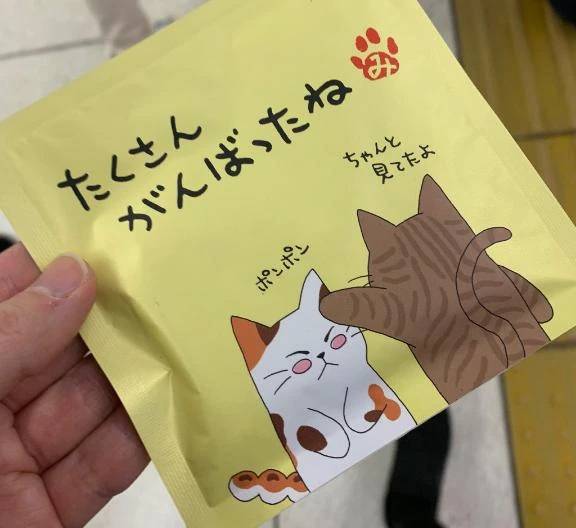 たくさん
がんばったね
み
ちゃんと
見てたよ
ポンポン